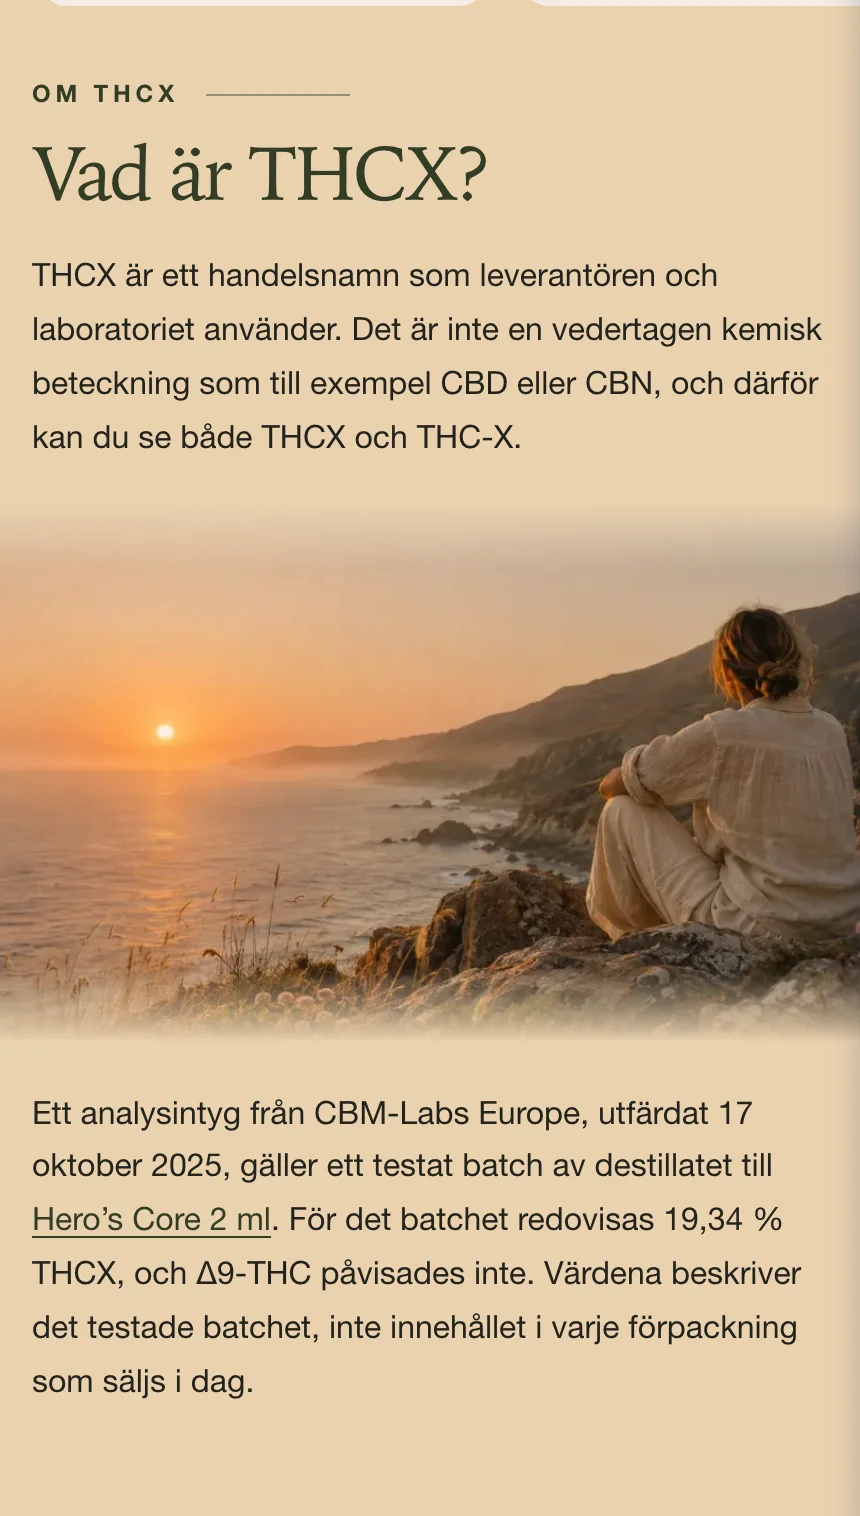 OM THCX
Vad är THCX?
THCX är ett handelsnamn som leverantören och
laboratoriet använder. Det är inte en vedertagen kemisk
beteckning som till exempel CBD eller CBN, och därför
kan du se både THCX och THC-X.
Ett analysintyg från CBM-Labs Europe, utfärdat 17
oktober 2025, gäller ett testat batch av destillatet till
Hero’s Core 2 ml. För det batchet redovisas 19,34 %
THCX, och Δ9-THC påvisades inte. Värdena beskriver
det testade batchet, inte innehållet i varje förpackning
som säljs i dag.